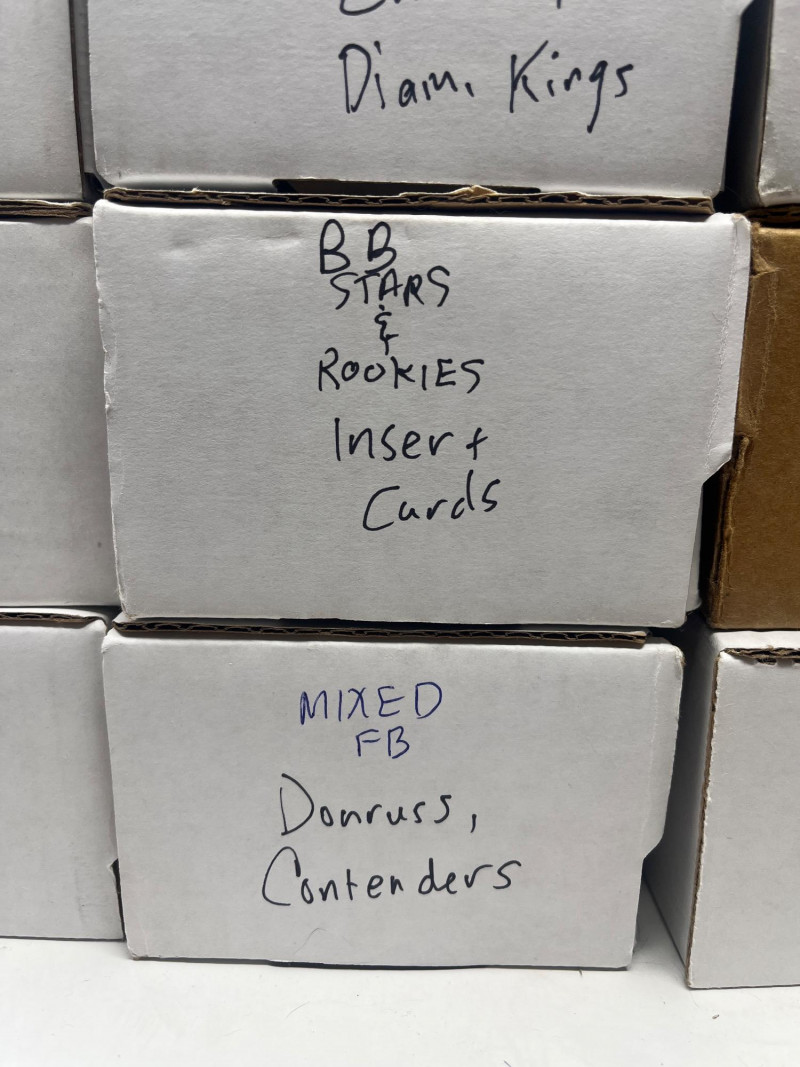 Diam. Kings
BB
STARS
&
ROOKIES
Insert
Cards
MIXED
FB
Donruss,
Contenders